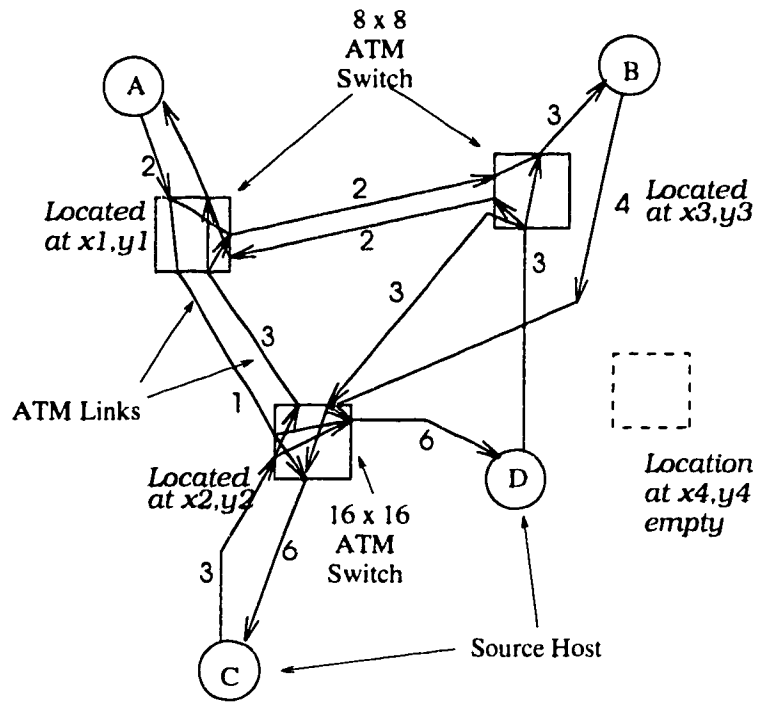 8 x 8
ATM
Switch
A
B
2
3
2
4
Located
at x1,y1
Located
at x3,y3
2
3
3
3
ATM Links
1
6
Located
at x2,y2
D
Location
at x4,y4
empty
16 x 16
ATM
Switch
6
3
Source Host
C